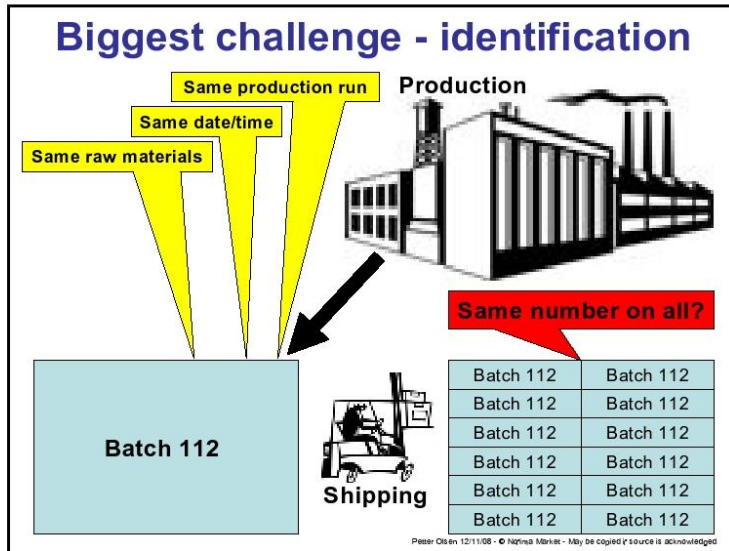 Biggest challenge - identification
Same production run
Production
Same date/time
Same raw materials
Same number on all?
Batch 112
Shipping
Batch 112 Batch 112
Batch 112 Batch 112
Batch 112 Batch 112
Batch 112 Batch 112
Batch 112 Batch 112
Batch 112 Batch 112
Petter Olsen 12/11/08 - © Nofima Market - May be copied if source is acknowledged